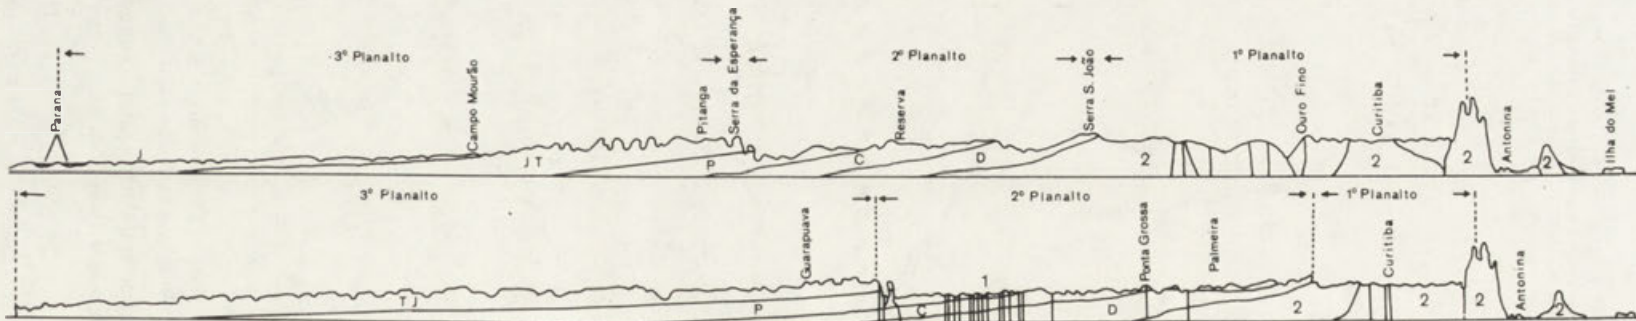 3º Planalto
2º Planalto
1º Planalto
Parana
Campo Mourão
Pitanga
Serra da Esperança
Reserva
Serra S. João
Ouro Fino
Curitiba
Antonina
Ilha do Mel
J
J T
P
C
D
2
2
2
2
3º Planalto
2º Planalto
1º Planalto
Guarapuava
Ponta Grossa
Palmeira
Curitiba
Antonina
T J
P
C
1
D
2
2
2
2